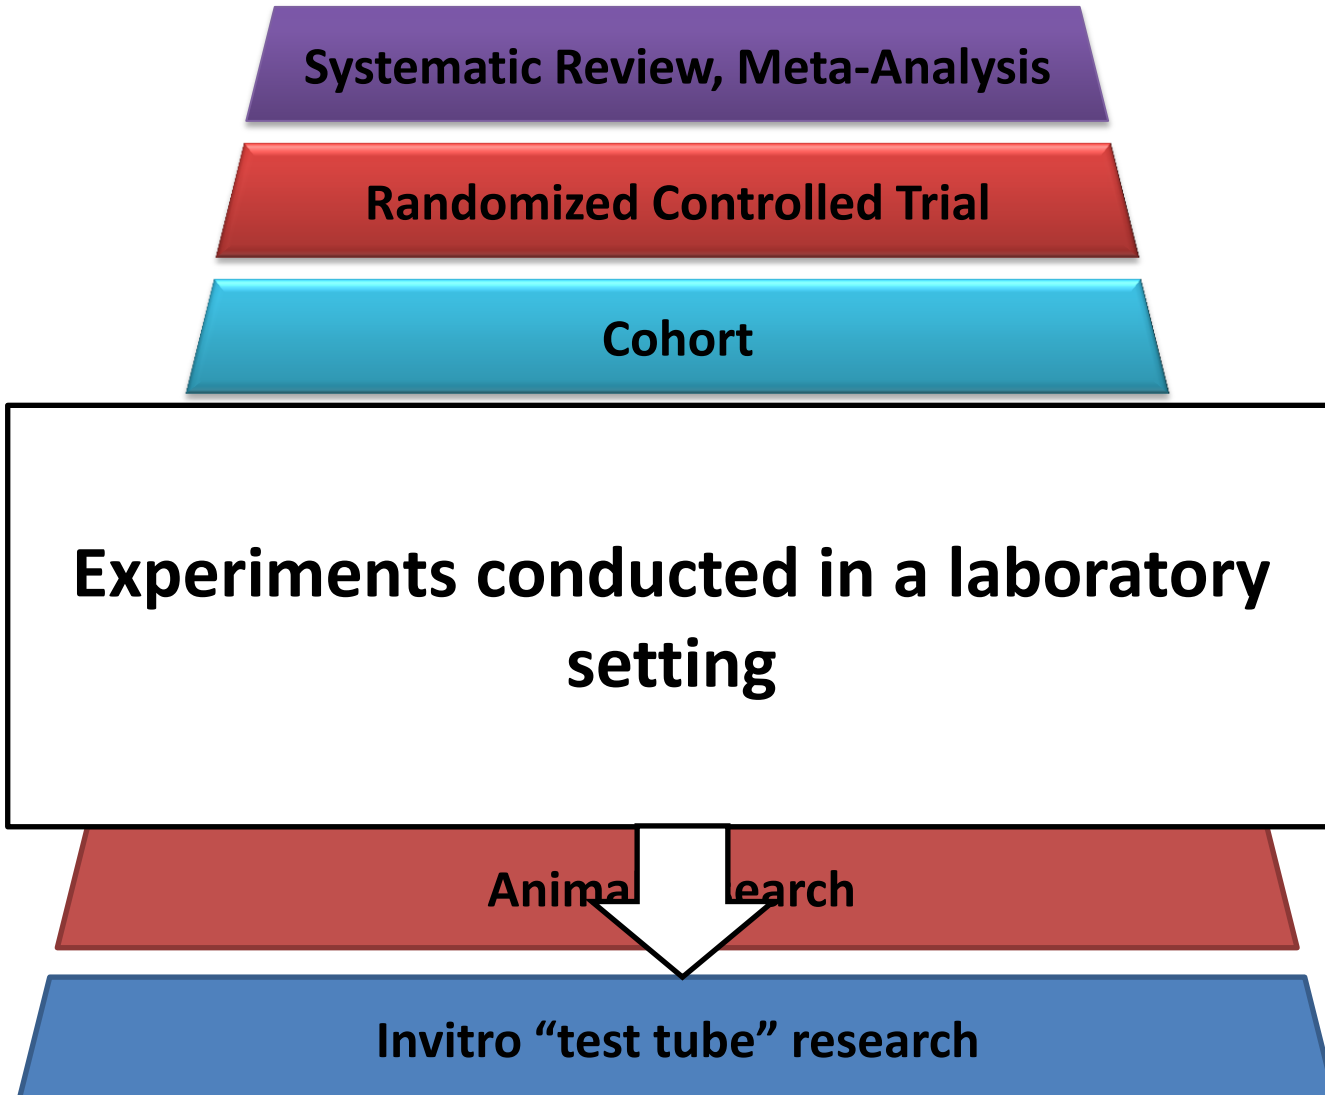 Systematic Review, Meta-Analysis
Randomized Controlled Trial
Cohort
Experiments conducted in a laboratory
setting
Invitro “test tube” research